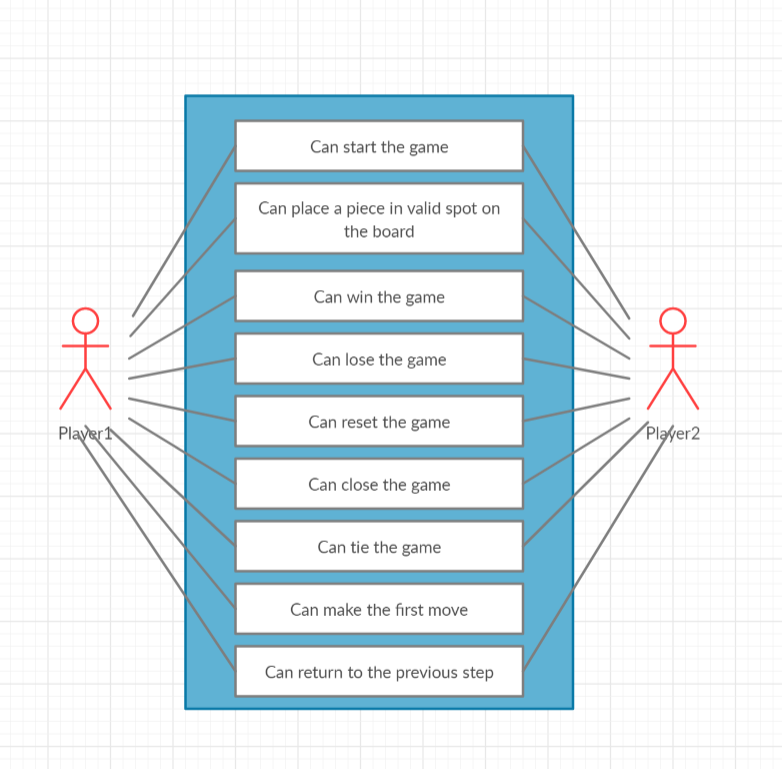 Can start the game
Can place a piece in valid spot on
the board
Can win the game
Can lose the game
Can reset the game
Player1
Player2
Can close the game
Can tie the game
Can make the first move
Can return to the previous step